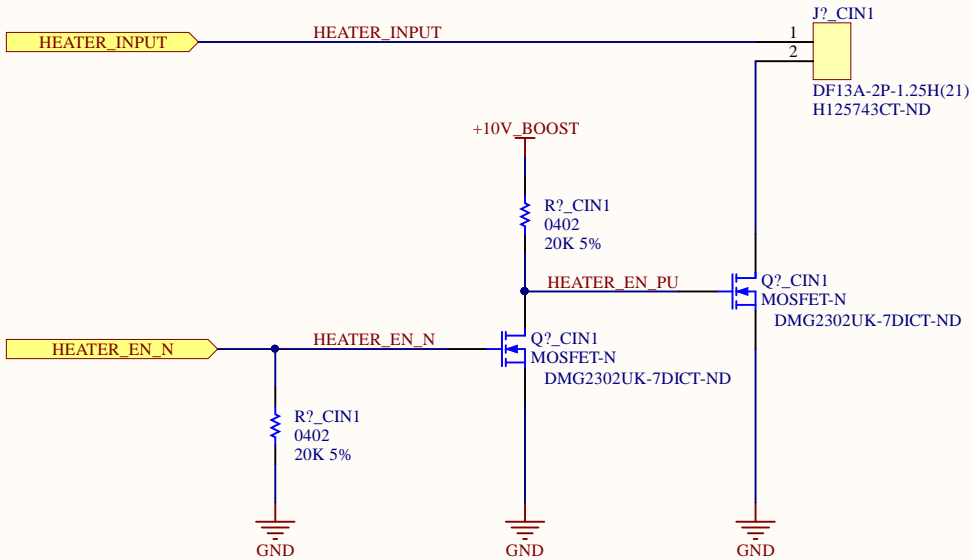 J?_CIN1
HEATER_INPUT
HEATER_INPUT
1
2
DF13A-2P-1.25H(21)
H125743CT-ND
+10V_BOOST
R?_CIN1
0402
20K 5%
HEATER_EN_PU
Q?_CIN1
MOSFET-N
DMG2302UK-7DICT-ND
HEATER_EN_N
HEATER_EN_N
Q?_CIN1
MOSFET-N
DMG2302UK-7DICT-ND
R?_CIN1
0402
20K 5%
GND
GND
GND